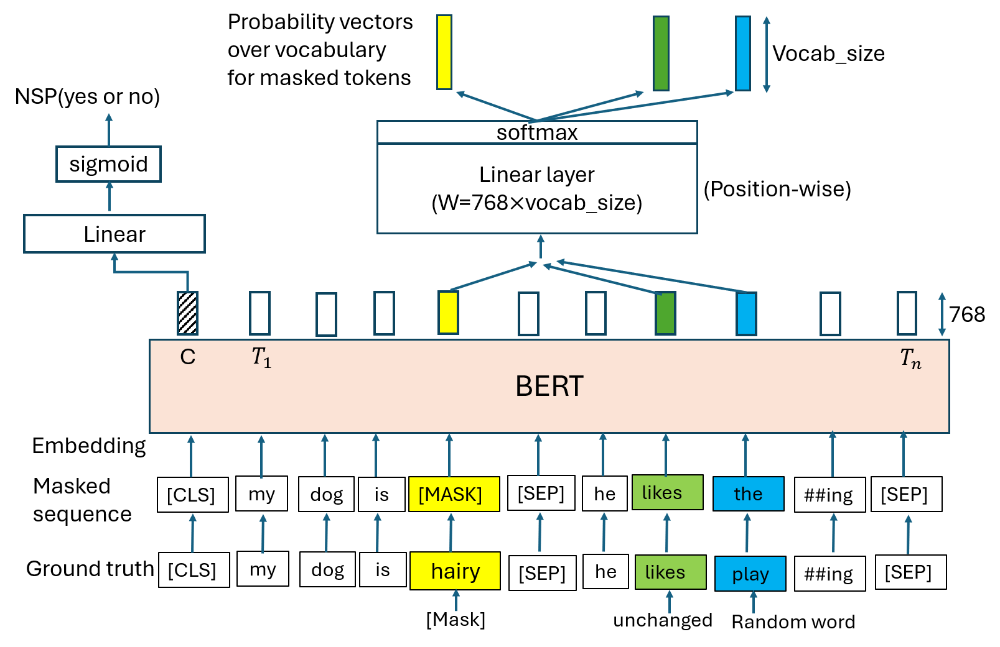 Probability vectors
over vocabulary
for masked tokens
Vocab_size
NSP(yes or no)
softmax
sigmoid
Linear layer
(W=768×vocab_size)
(Position-wise)
Linear
768
C
T₁
Tₙ
BERT
Embedding
Masked
sequence
[CLS] my dog is [MASK] [SEP] he likes the ##ing [SEP]
Ground truth [CLS] my dog is hairy [SEP] he likes play ##ing [SEP]
[Mask] unchanged Random word